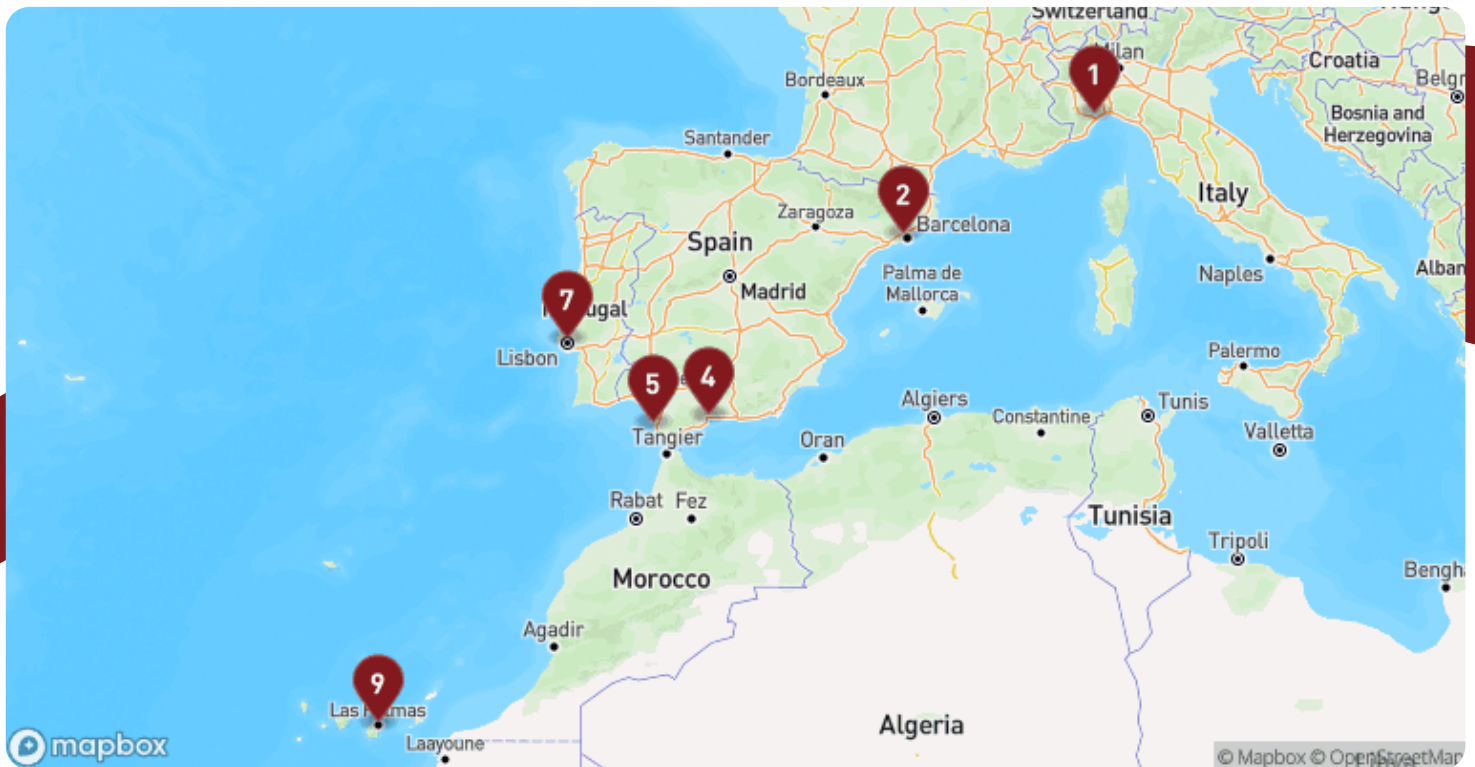 Switzerland
Milan
1
Croatia
Bordeaux
Belgr
Bosnia and
Herzegovina
Santander
2
Zaragoza
Barcelona
Italy
Spain
Palma de
Mallorca
Madrid
Naples
Alban
7
Lisbon
Palermo
5
4
Algiers
Constantine
Tunis
Tangier
Oran
Valletta
Rabat
Fez
Tunisia
Tripoli
Morocco
Bengh
Agadir
9
Las Palmas
Laayoune
Algeria
mapbox
© Mapbox © OpenStreetMap
Libya